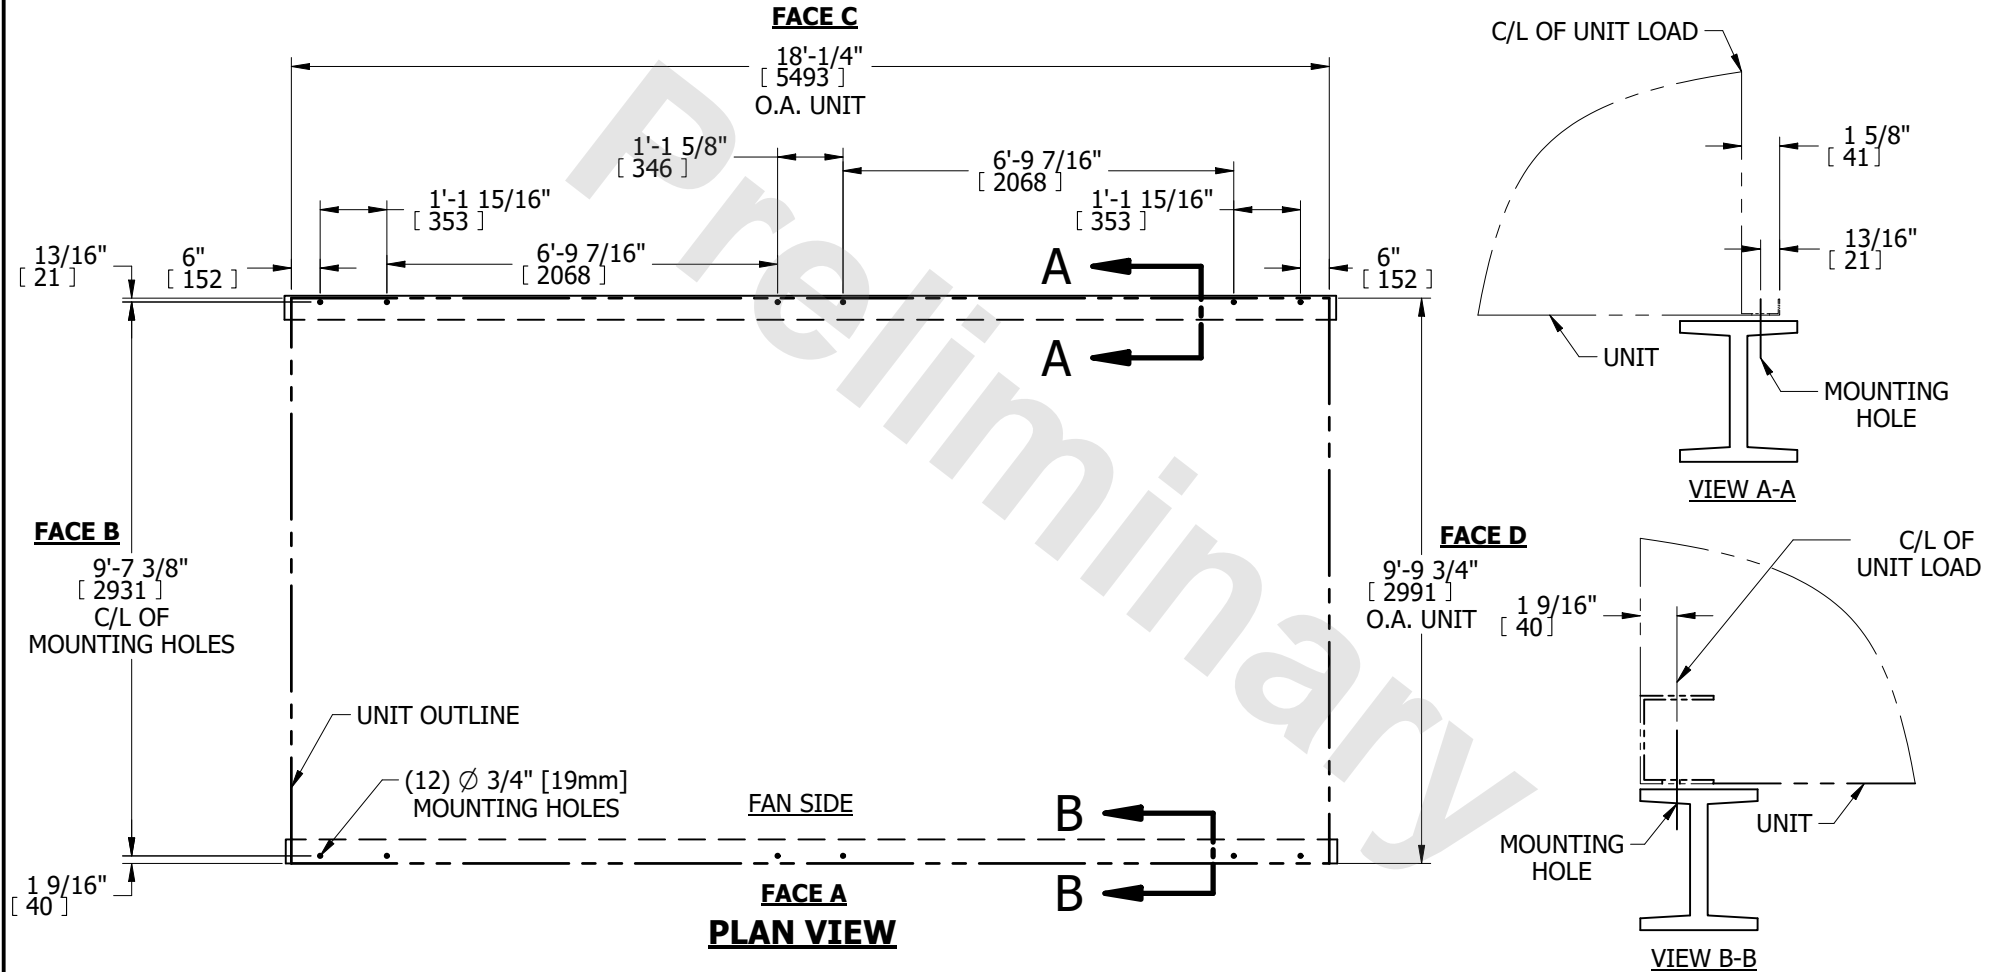 FACE C
18'-1/4"
[ 5493 ]
O.A. UNIT
1'-1 5/8"
[ 346 ]
6'-9 7/16"
[ 2068 ]
1'-1 15/16"
[ 353 ]
1'-1 15/16"
[ 353 ]
13/16"
[ 21 ]
6"
[ 152 ]
6'-9 7/16"
[ 2068 ]
6"
[ 152 ]
A
A
FACE B
9'-7 3/8"
[ 2931 ]
C/L OF
MOUNTING HOLES
FACE D
9'-9 3/4"
[ 2991 ]
O.A. UNIT
UNIT OUTLINE
(12) Ø 3/4" [19mm]
MOUNTING HOLES
FAN SIDE
B
B
1 9/16"
[ 40 ]
FACE A
PLAN VIEW
Preliminary
C/L OF UNIT LOAD
1 5/8"
[ 41 ]
13/16"
[ 21 ]
UNIT
MOUNTING
HOLE
VIEW A-A
C/L OF
UNIT LOAD
1 9/16"
[ 40 ]
UNIT
MOUNTING
HOLE
VIEW B-B